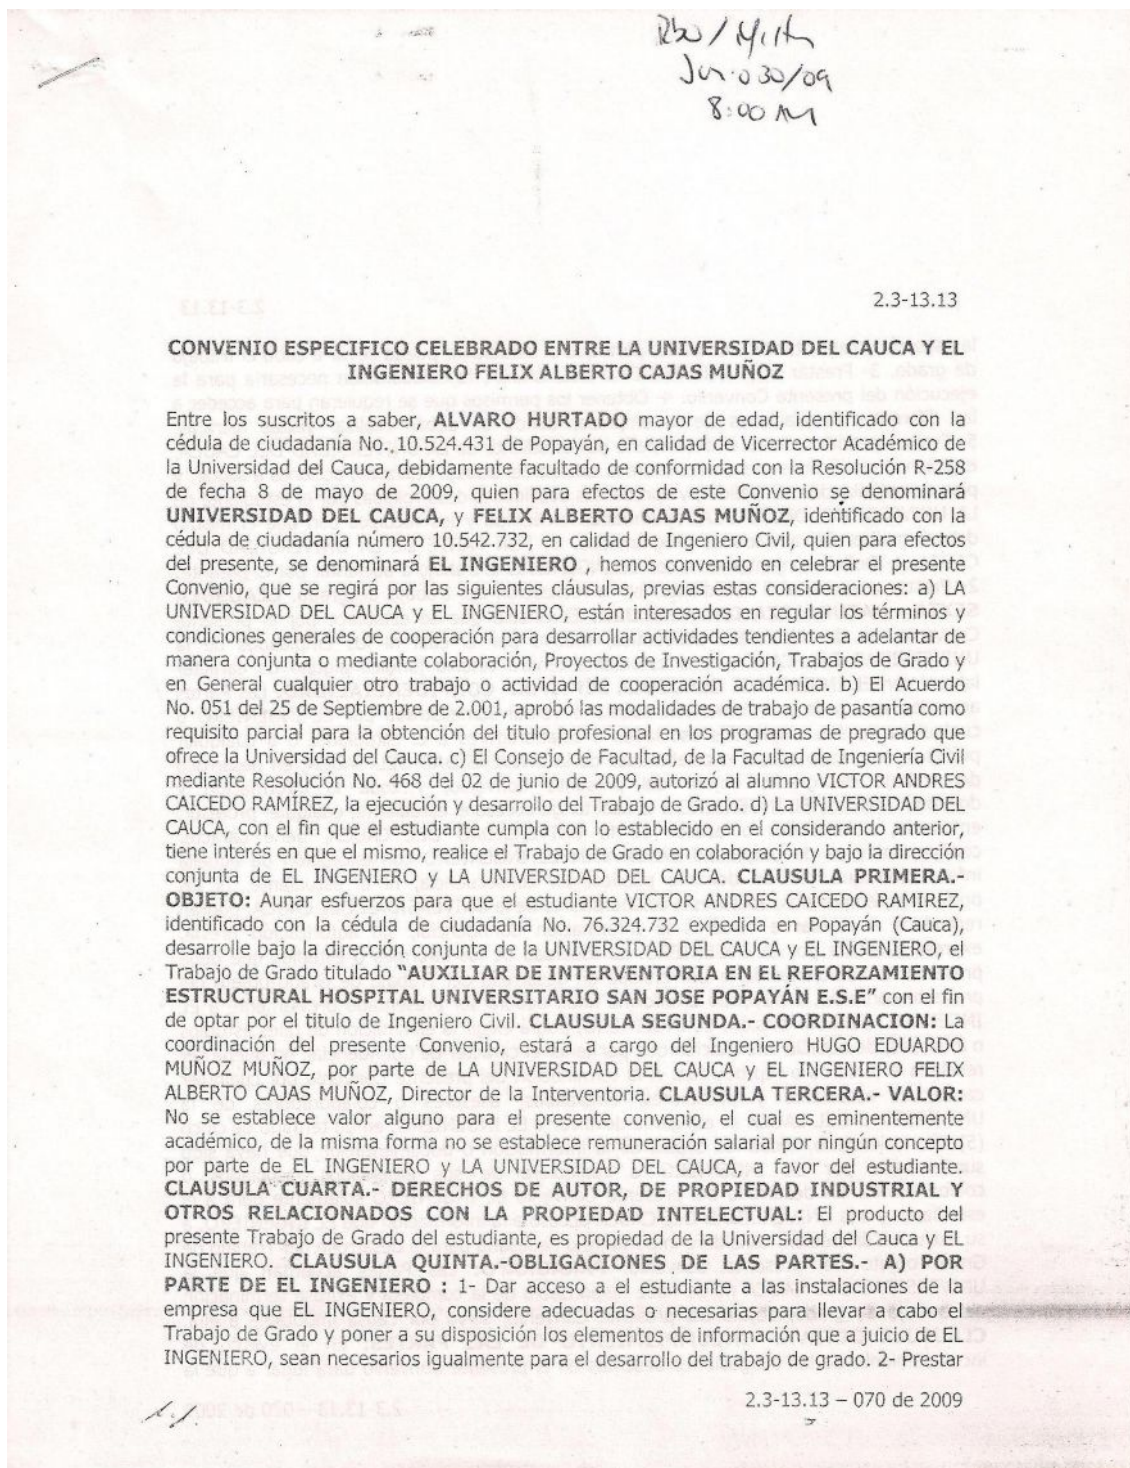 8:00 AM
2.3-13.13
CONVENIO ESPECIFICO CELEBRADO ENTRE LA UNIVERSIDAD DEL CAUCA Y EL
INGENIERO FELIX ALBERTO CAJAS MUÑOZ
Entre los suscritos a saber, ALVARO HURTADO mayor de edad, identificado con la
cédula de ciudadanía No. 10.524.431 de Popayán, en calidad de Vicerrector Académico de
la Universidad del Cauca, debidamente facultado de conformidad con la Resolución R-258
de fecha 8 de mayo de 2009, quien para efectos de este Convenio se denominará
UNIVERSIDAD DEL CAUCA, y FELIX ALBERTO CAJAS MUÑOZ, identificado con la
cédula de ciudadanía número 10.542.732, en calidad de Ingeniero Civil, quien para efectos
del presente, se denominará EL INGENIERO , hemos convenido en celebrar el presente
Convenio, que se regirá por las siguientes cláusulas, previas estas consideraciones: a) LA
UNIVERSIDAD DEL CAUCA y EL INGENIERO, están interesados en regular los términos y
condiciones generales de cooperación para desarrollar actividades tendientes a adelantar de
manera conjunta o mediante colaboración, Proyectos de Investigación, Trabajos de Grado y
en General cualquier otro trabajo o actividad de cooperación académica. b) El Acuerdo
No. 051 del 25 de Septiembre de 2.001, aprobó las modalidades de trabajo de pasantía como
requisito parcial para la obtención del titulo profesional en los programas de pregrado que
ofrece la Universidad del Cauca. c) El Consejo de Facultad, de la Facultad de Ingeniería Civil
mediante Resolución No. 468 del 02 de junio de 2009, autorizó al alumno VICTOR ANDRES
CAICEDO RAMÍREZ, la ejecución y desarrollo del Trabajo de Grado. d) La UNIVERSIDAD DEL
CAUCA, con el fin que el estudiante cumpla con lo establecido en el considerando anterior,
tiene interés en que el mismo, realice el Trabajo de Grado en colaboración y bajo la dirección
conjunta de EL INGENIERO y LA UNIVERSIDAD DEL CAUCA. CLAUSULA PRIMERA.-
OBJETO: Aunar esfuerzos para que el estudiante VICTOR ANDRES CAICEDO RAMIREZ,
identificado con la cédula de ciudadanía No. 76.324.732 expedida en Popayán (Cauca),
desarrolle bajo la dirección conjunta de la UNIVERSIDAD DEL CAUCA y EL INGENIERO, el
Trabajo de Grado titulado "AUXILIAR DE INTERVENTORIA EN EL REFORZAMIENTO
ESTRUCTURAL HOSPITAL UNIVERSITARIO SAN JOSE POPAYÁN E.S.E" con el fin
de optar por el titulo de Ingeniero Civil. CLAUSULA SEGUNDA.- COORDINACION: La
coordinación del presente Convenio, estará a cargo del Ingeniero HUGO EDUARDO
MUÑOZ MUÑOZ, por parte de LA UNIVERSIDAD DEL CAUCA y EL INGENIERO FELIX
ALBERTO CAJAS MUÑOZ, Director de la Interventoria. CLAUSULA TERCERA.- VALOR:
No se establece valor alguno para el presente convenio, el cual es eminentemente
académico, de la misma forma no se establece remuneración salarial por ningún concepto
por parte de EL INGENIERO y LA UNIVERSIDAD DEL CAUCA, a favor del estudiante.
CLAUSULA CUARTA.- DERECHOS DE AUTOR, DE PROPIEDAD INDUSTRIAL Y
OTROS RELACIONADOS CON LA PROPIEDAD INTELECTUAL: El producto del
presente Trabajo de Grado del estudiante, es propiedad de la Universidad del Cauca y EL
INGENIERO. CLAUSULA QUINTA.-OBLIGACIONES DE LAS PARTES.- A) POR
PARTE DE EL INGENIERO : 1- Dar acceso a el estudiante a las instalaciones de la
empresa que EL INGENIERO, considere adecuadas o necesarias para llevar a cabo el
Trabajo de Grado y poner a su disposición los elementos de información que a juicio de EL
INGENIERO, sean necesarios igualmente para el desarrollo del trabajo de grado. 2- Prestar
2.3-13.13 – 070 de 2009